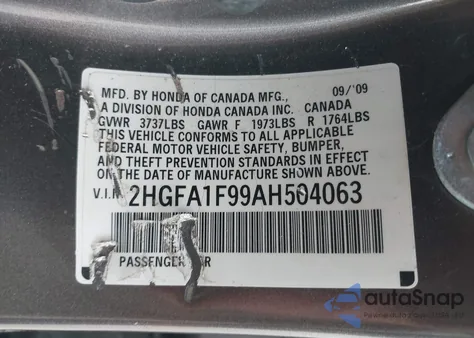 MFD. BY HONDA OF CANADA MFG., 09/'09
A DIVISION OF HONDA CANADA INC. CANADA
GVWR 3737LBS GAWR F 1973LBS R 1764LBS
THIS VEHICLE CONFORMS TO ALL APPLICABLE
FEDERAL MOTOR VEHICLE SAFETY, BUMPER,
AND THEFT PREVENTION STANDARDS IN EFFECT
ON THE DATE OF MANUFACTURE SHOWN ABOVE.
V.I.N. 2HGFA1F99AH504063
PASSENGER CAR
autoSnap